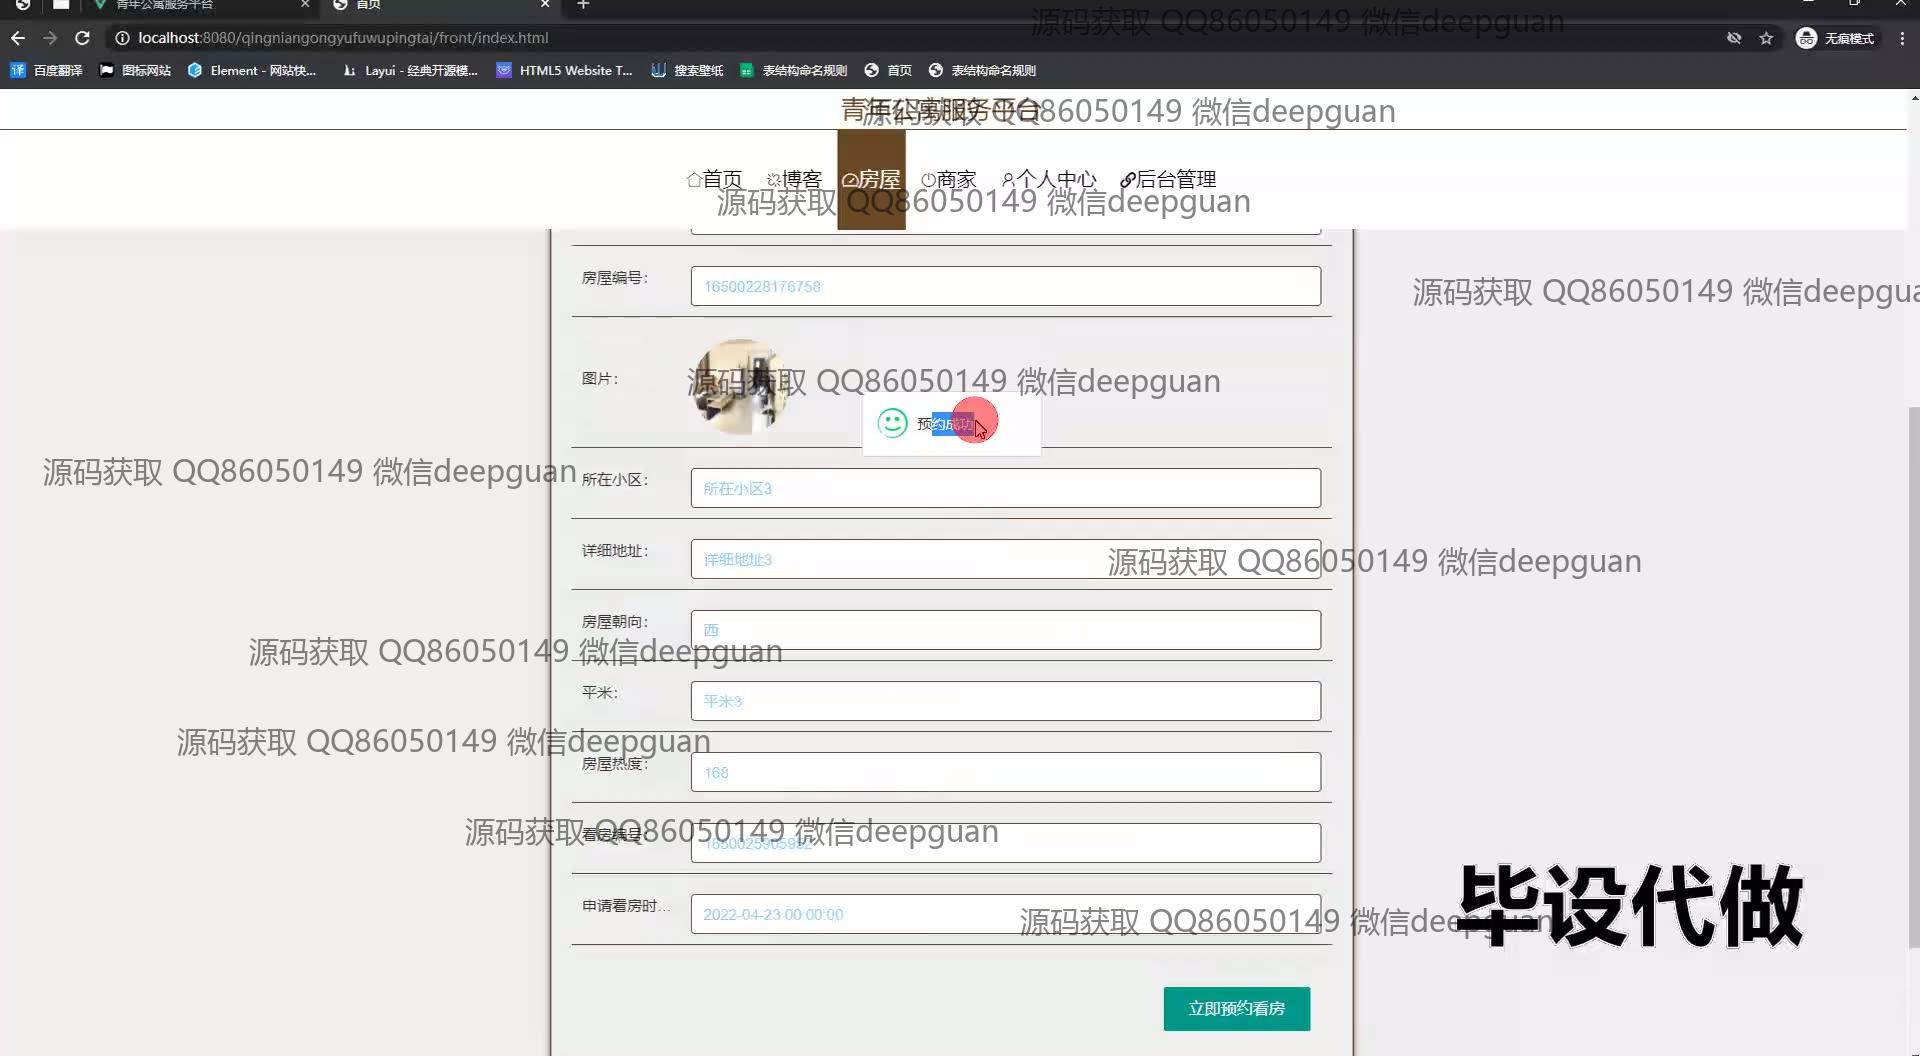 青年公寓服务平台
首页
源码获取 QQ86050149 微信deepguan
localhost:8080/qingniangongyufuwupingtai/front/index.html
无痕模式
百度翻译
图标网站
Element - 网站快...
Layui - 经典开源模...
HTML5 Website T...
搜索壁纸
表结构命名规则
首页
表结构命名规则
青年公寓服务平台
源码获取 QQ86050149 微信deepguan
首页
博客
房屋
商家
个人中心
后台管理
源码获取 QQ86050149 微信deepguan
房屋编号:
16500228176758
源码获取 QQ86050149 微信deepgua
图片:
源码获取 QQ86050149 微信deepguan
预约成功
源码获取 QQ86050149 微信deepguan
所在小区:
所在小区3
详细地址:
详细地址3
源码获取 QQ86050149 微信deepguan
房屋朝向:
西
源码获取 QQ86050149 微信deepguan
平米:
平米3
源码获取 QQ86050149 微信deepguan
房屋热度:
168
源码获取 QQ86050149 微信deepguan
看房编号:
申请看房时...
2022-04-23 00:00:00
源码获取 QQ86050149 微信deepguan
毕设代做
立即预约看房